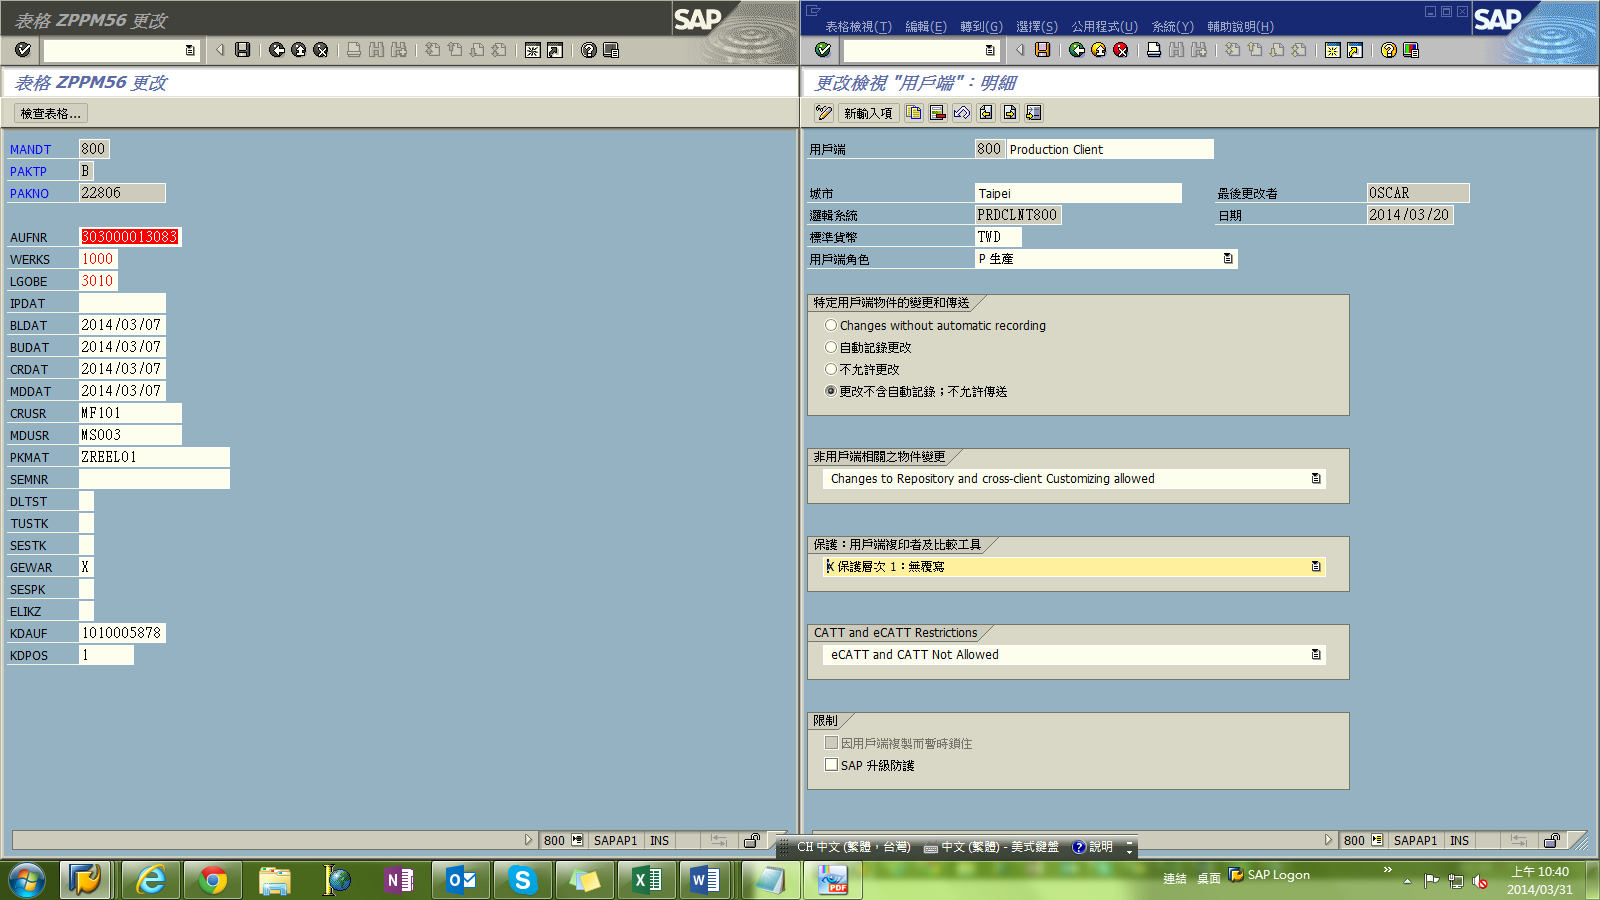 表格 ZPPM56 更改
SAP
表格 ZPPM56 更改
檢查表格...
MANDT 800
PAKTP B
PAKNO 22806
AUFNR 303000013083
WERKS 1000
LGOBE 3010
IPDAT
BLDAT 2014/03/07
BUDAT 2014/03/07
CRDAT 2014/03/07
MDDAT 2014/03/07
CRUSR MF101
MDUSR MS003
PKMAT ZREEL01
SEMNR
DLTST
TUSTK
SESTK
GEWAR X
SESPK
ELIKZ
KDAUF 1010005878
KDPOS 1
800 SAPAP1 INS
表格檢視(T) 編輯(E) 轉到(G) 選擇(S) 公用程式(U) 系統(Y) 輔助說明(H)
SAP
更改檢視 "用戶端"：明細
新輸入項
用戶端 800 Production Client
城市 Taipei 最後更改者 OSCAR
邏輯系統 PRDCLNT800 日期 2014/03/20
標準貨幣 TWD
用戶端角色 P 生產
特定用戶端物件的變更和傳送
Changes without automatic recording
自動記錄更改
不允許更改
更改不含自動記錄；不允許傳送
非用戶端相關之物件變更
Changes to Repository and cross-client Customizing allowed
保護：用戶端複印者及比較工具
K 保護層次 1：無覆寫
CATT and eCATT Restrictions
eCATT and CATT Not Allowed
限制
因用戶端複製而暫時鎖住
SAP 升級防護
800 SAPAP1 INS
CH 中文 (繁體，台灣) 中文 (繁體) - 美式鍵盤 說明
連結 桌面 SAP Logon
上午 10:40
2014/03/31